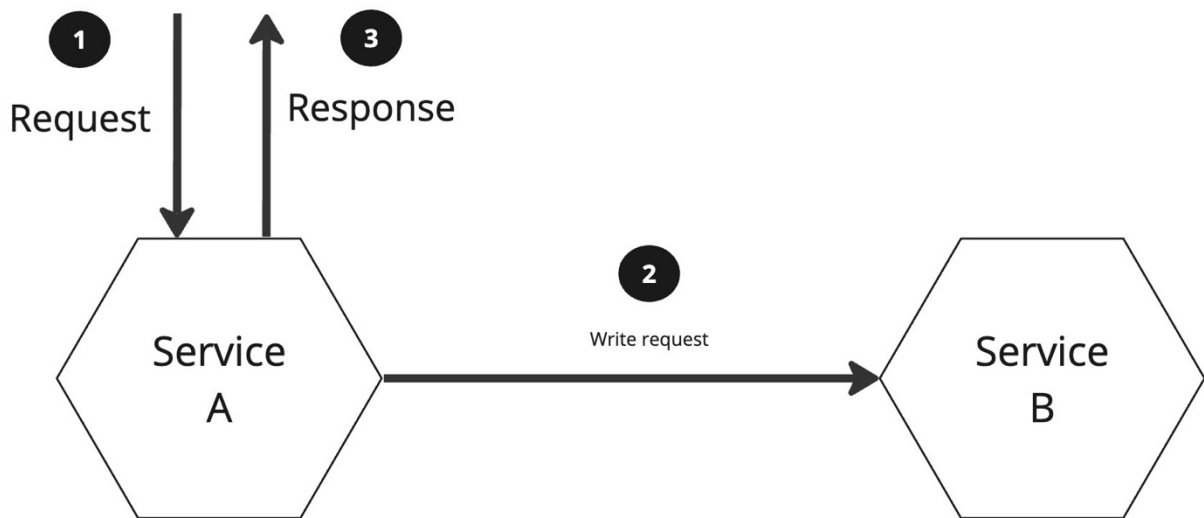 1
Request
3
Response
2
Write request
Service
A
Service
B